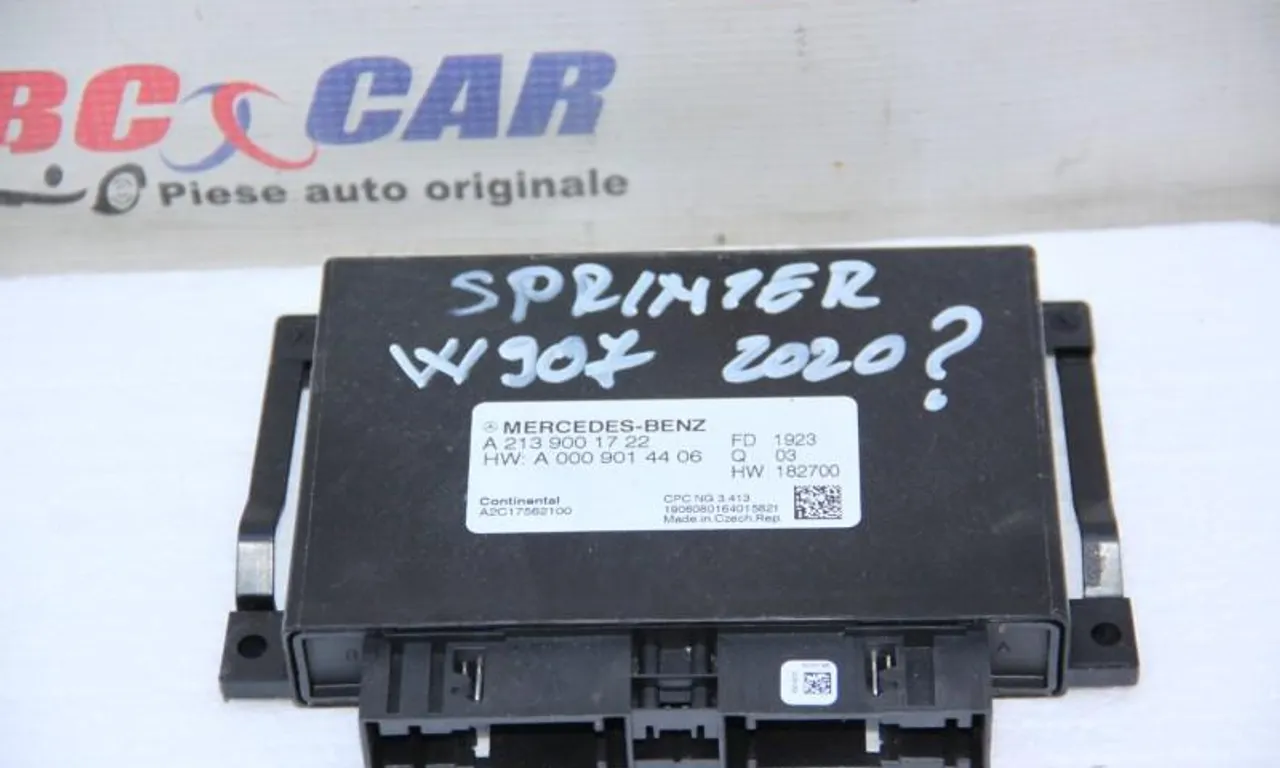 BC CAR
Piese auto originale
SPRINTER
W907 2020?
MERCEDES-BENZ
A 213 900 17 22 FD 1923
HW: A 000 901 44 06 Q 03
HW 182700
Continental CPC NG 3.413
A2C17562100 1906080164015821
Made in Czech Rep.